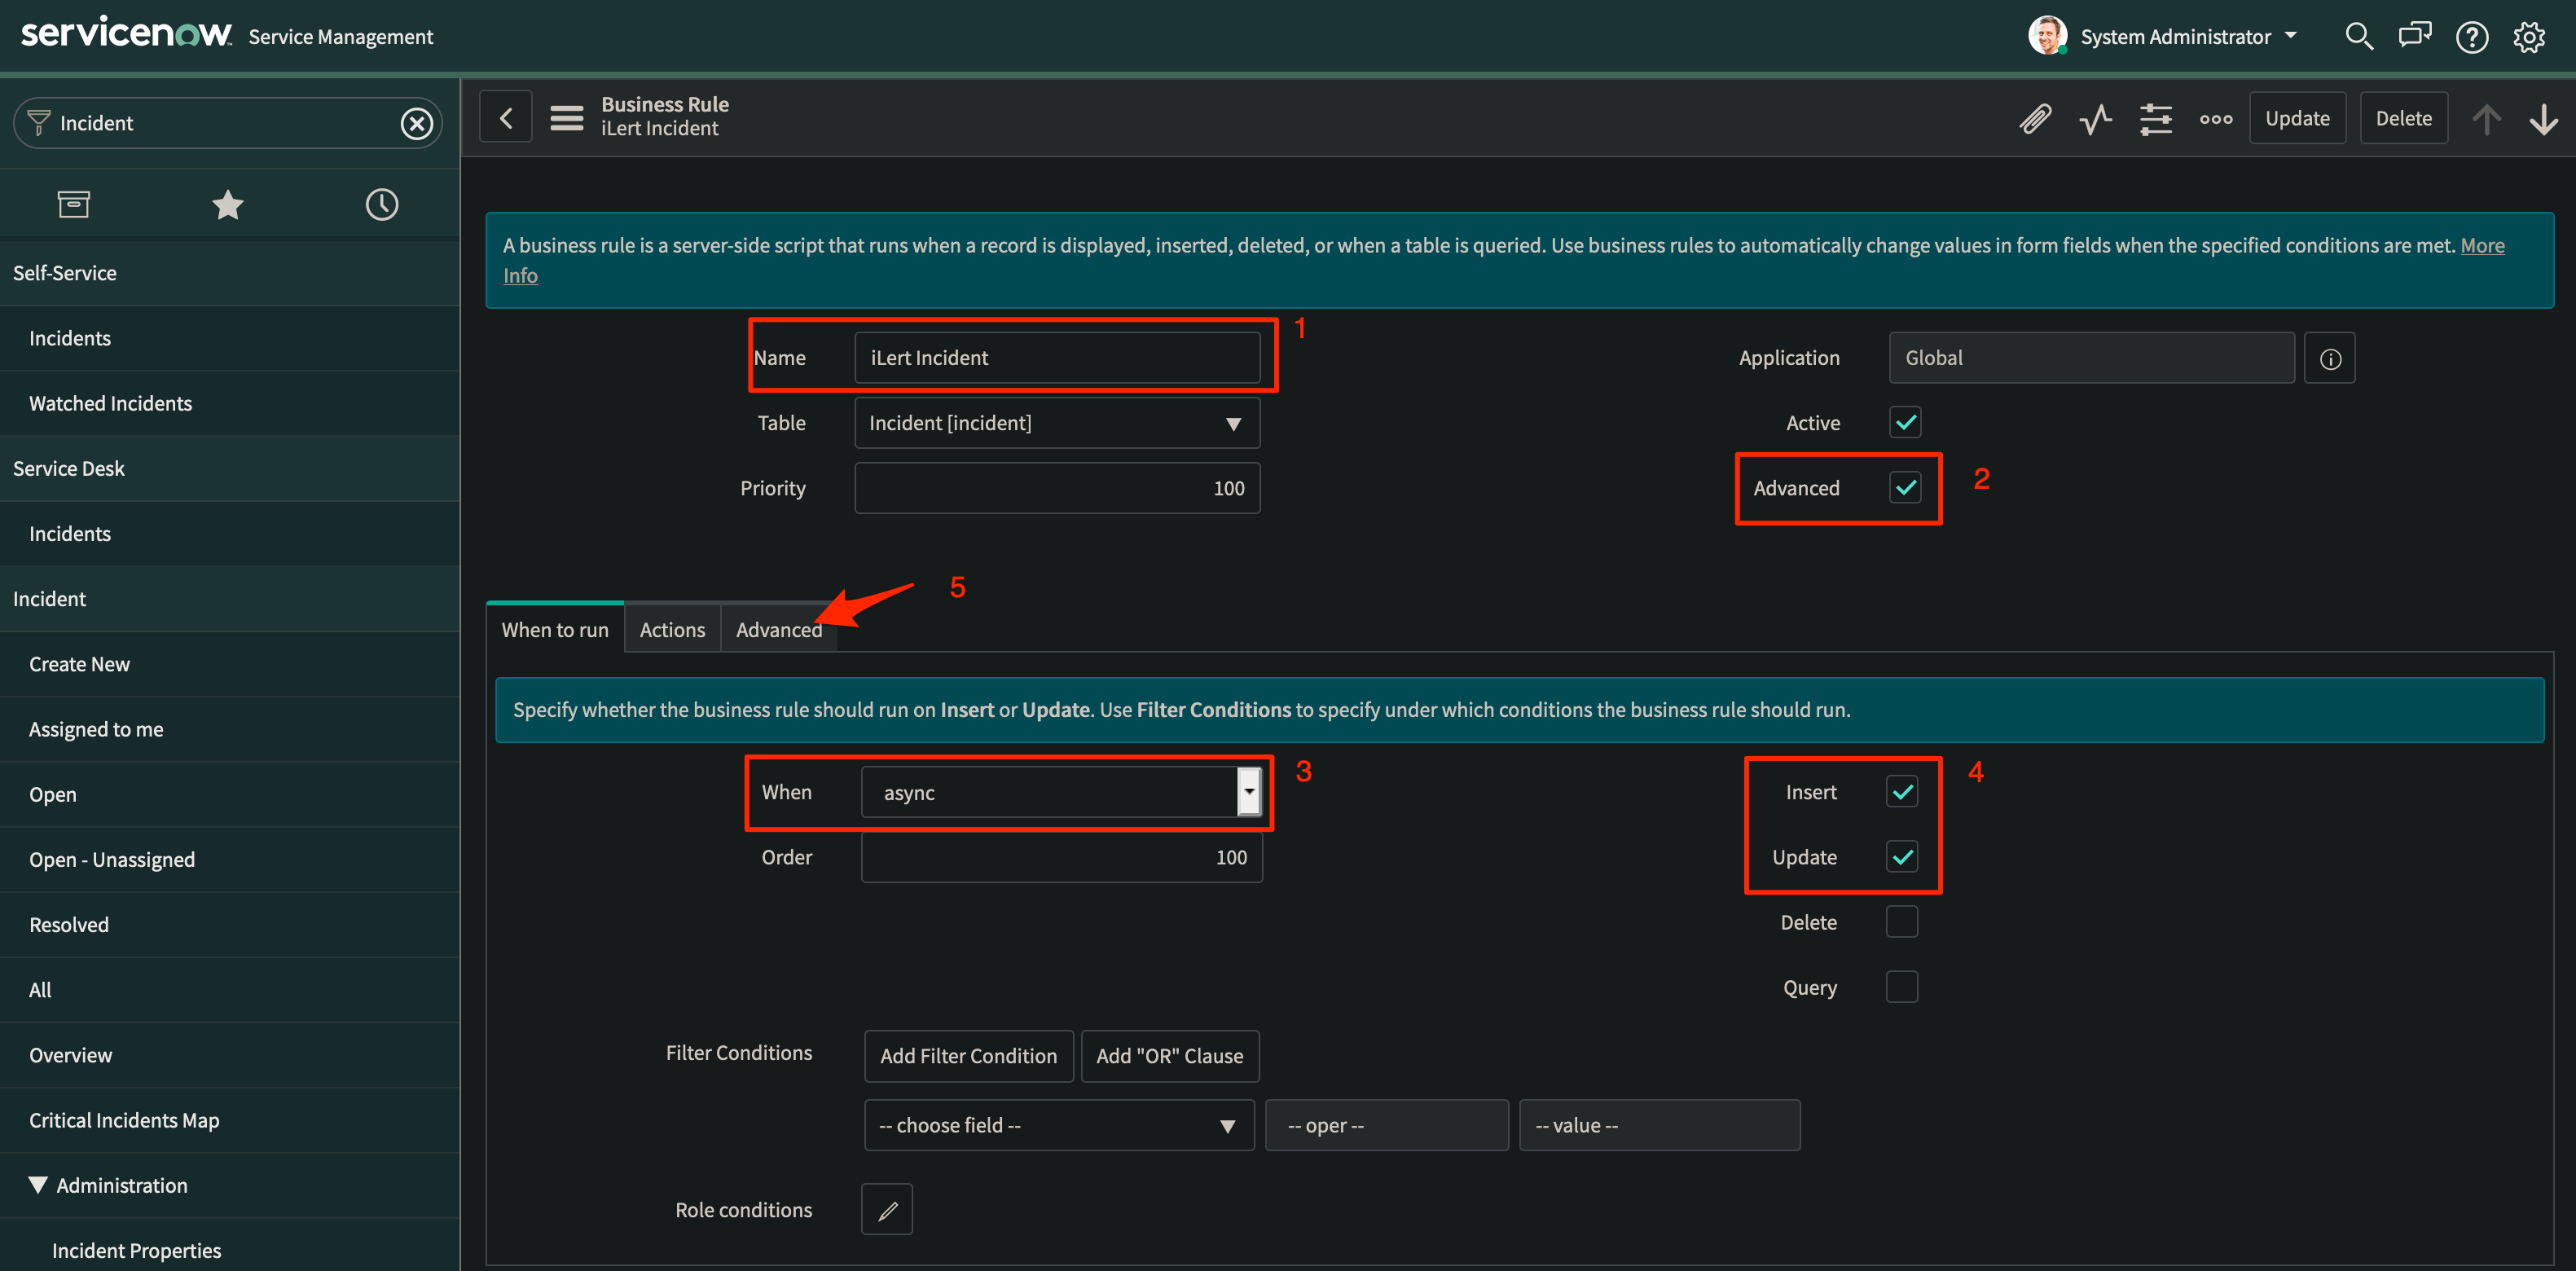 servicenow Service Management
System Administrator
Incident
Self-Service
Incidents
Watched Incidents
Service Desk
Incidents
Incident
Create New
Assigned to me
Open
Open - Unassigned
Resolved
All
Overview
Critical Incidents Map
Administration
Incident Properties
Business Rule
iLert Incident
Update
Delete
A business rule is a server-side script that runs when a record is displayed, inserted, deleted, or when a table is queried. Use business rules to automatically change values in form fields when the specified conditions are met. More
Info
Name iLert Incident 1
Application Global
Table Incident [incident]
Active
Priority 100
Advanced 2
5
When to run Actions Advanced
Specify whether the business rule should run on Insert or Update. Use Filter Conditions to specify under which conditions the business rule should run.
When async 3
Insert 4
Order 100
Update
Delete
Query
Filter Conditions Add Filter Condition Add "OR" Clause
-- choose field -- -- oper -- -- value --
Role conditions